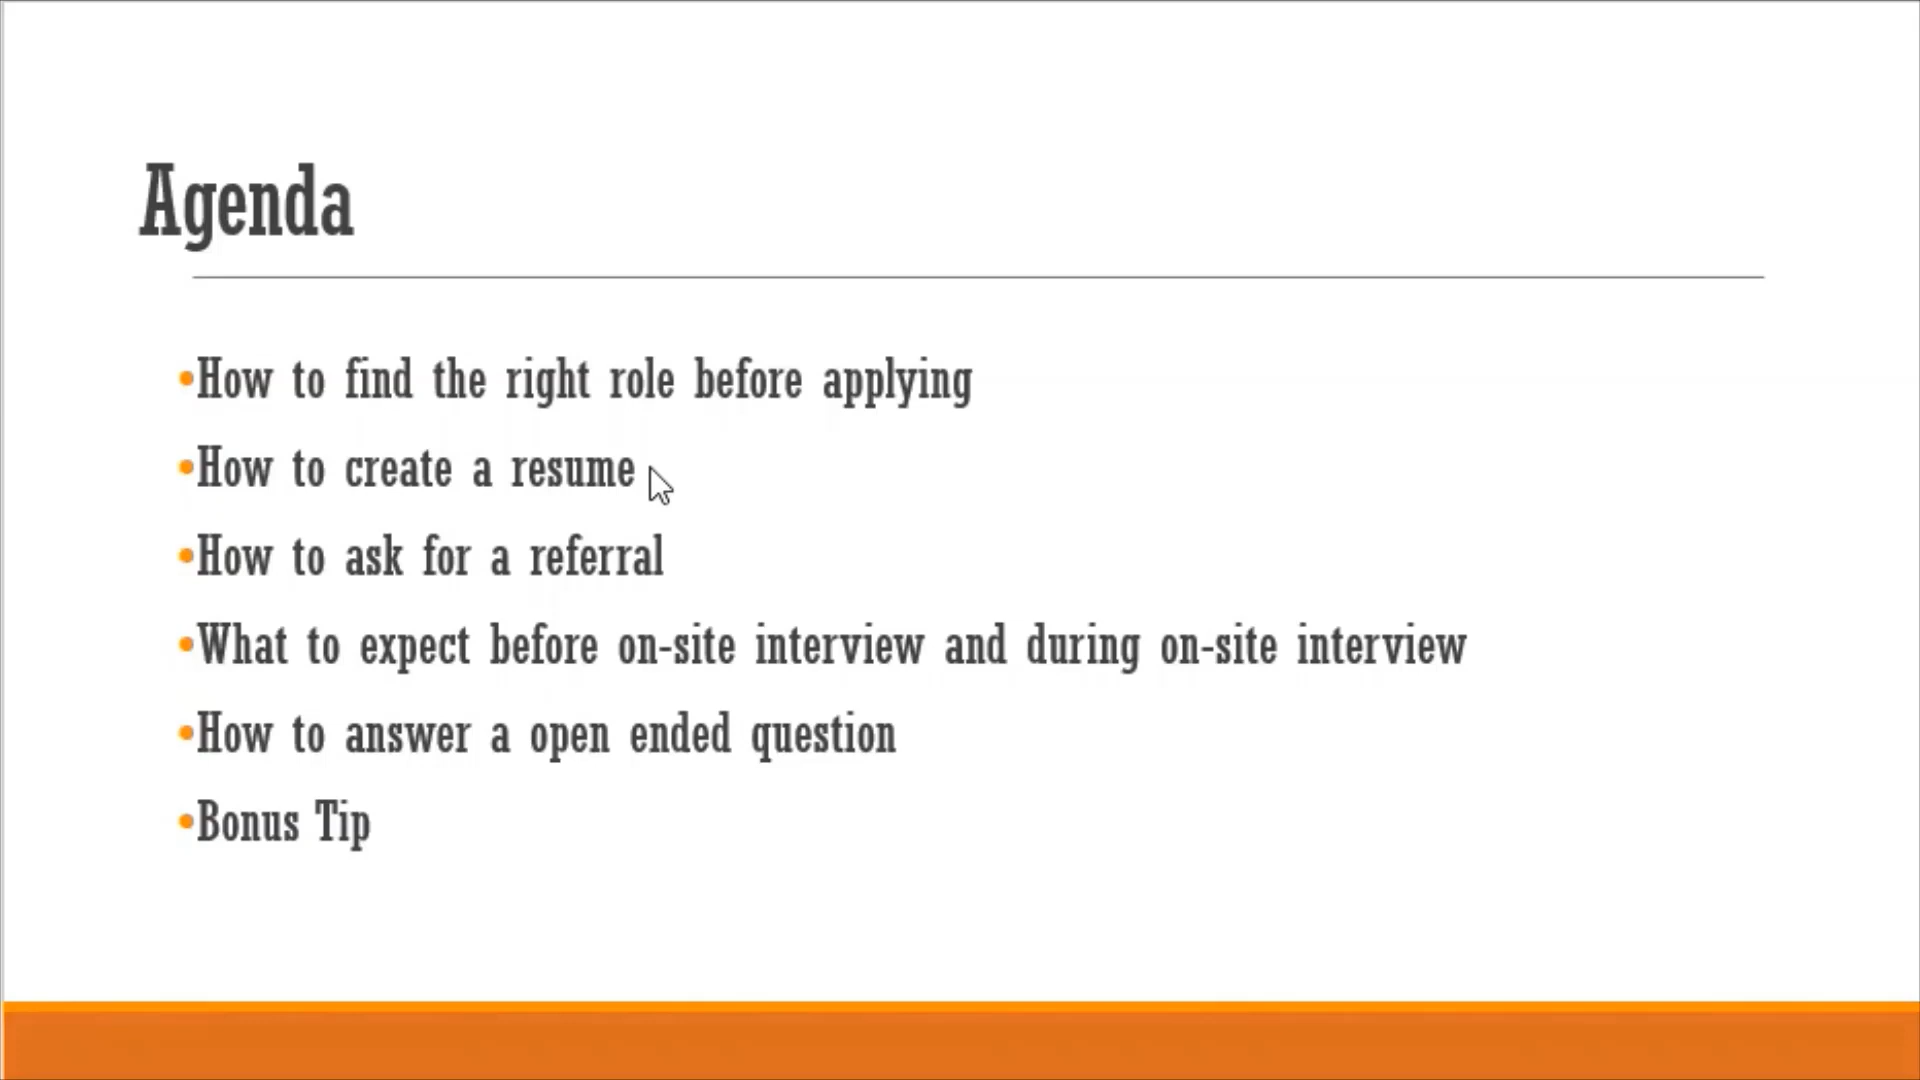 Agenda
•How to find the right role before applying
•How to create a resume
•How to ask for a referral
•What to expect before on-site interview and during on-site interview
•How to answer a open ended question
•Bonus Tip